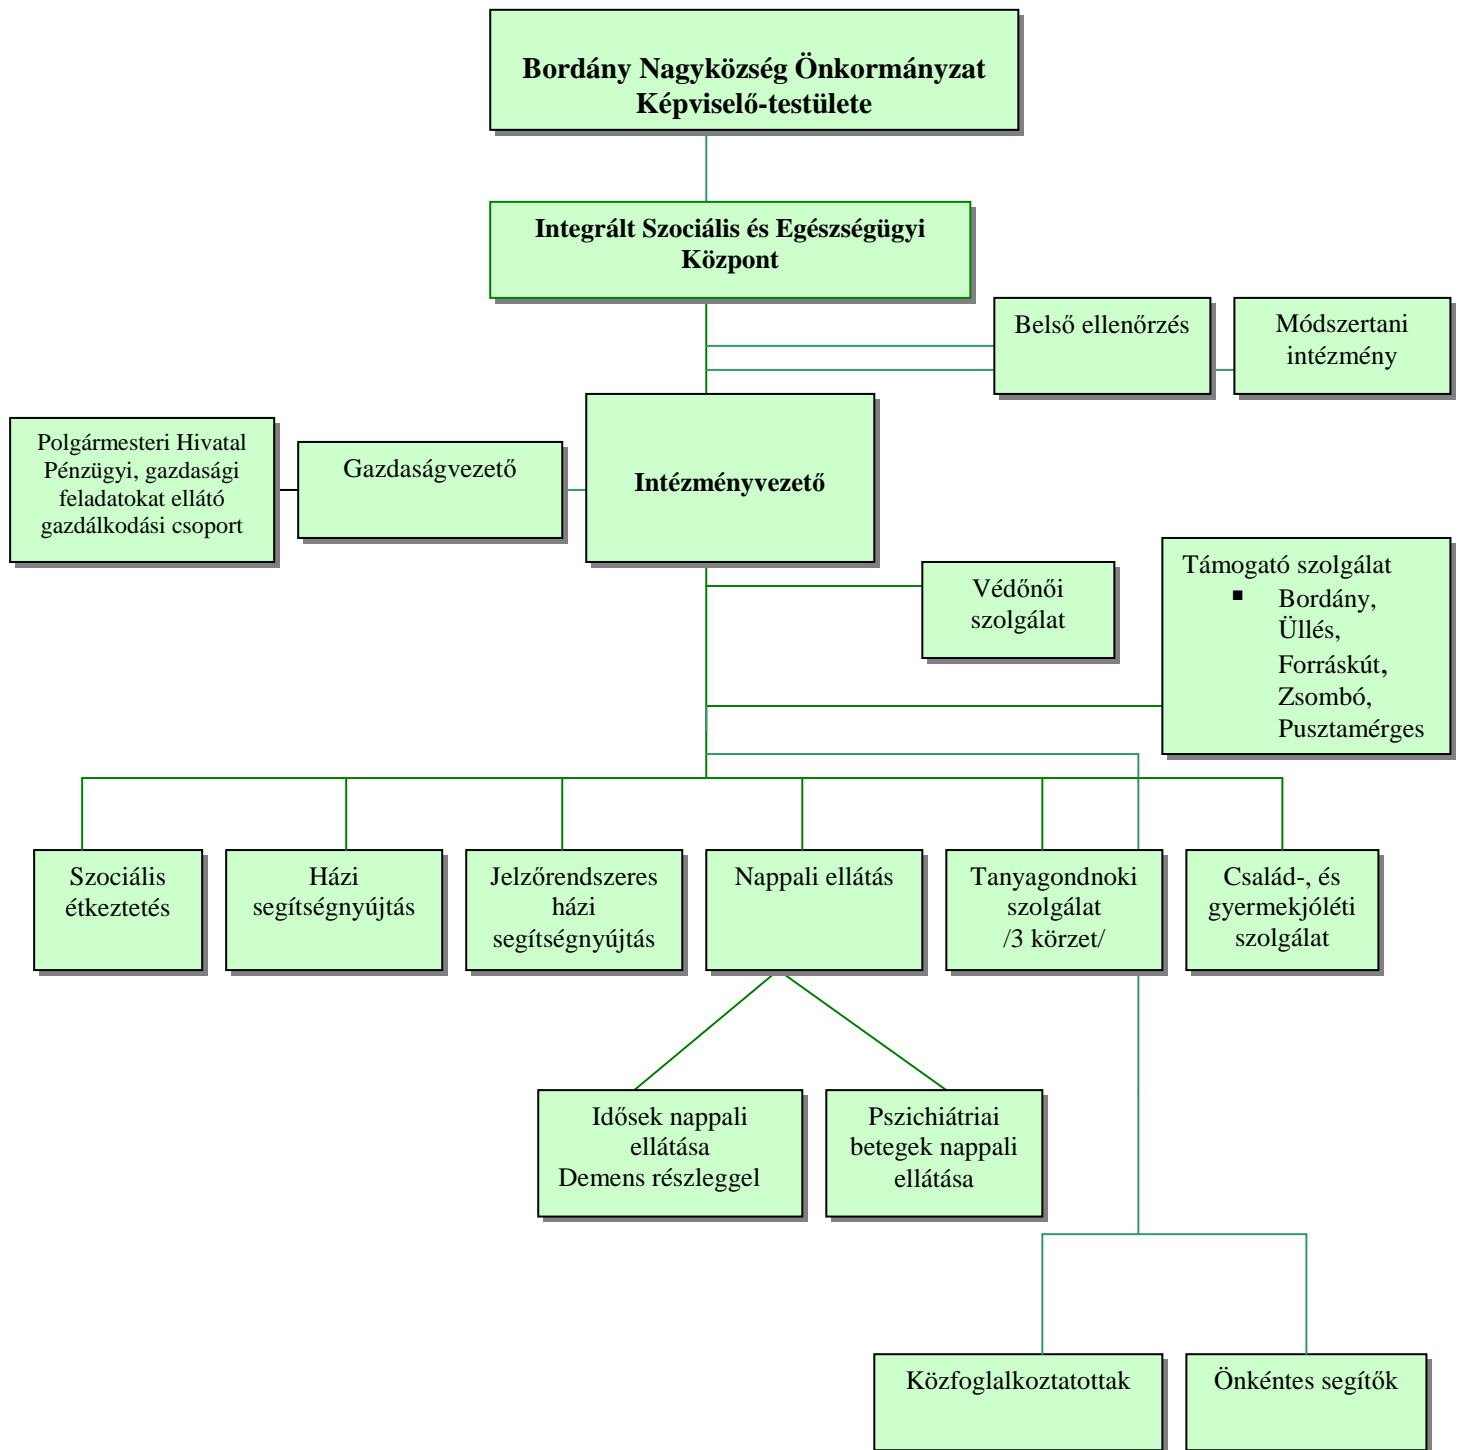 Bordány Nagyközség Önkormányzat
Képviselő-testülete
Integrált Szociális és Egészségügyi
Központ
Belső ellenőrzés
Módszertani
intézmény
Polgármesteri Hivatal
Pénzügyi, gazdasági
feladatokat ellátó
gazdálkodási csoport
Gazdaságvezető
Intézményvezető
Védőnői
szolgálat
Támogató szolgálat
▪ Bordány,
Üllés,
Forráskút,
Zsombó,
Pusztamérges
Szociális
étkeztetés
Házi
segítségnyújtás
Jelzőrendszeres
házi
segítségnyújtás
Nappali ellátás
Tanyagondnoki
szolgálat
/3 körzet/
Család-, és
gyermekjóléti
szolgálat
Idősek nappali
ellátása
Demens részleggel
Pszichiátriai
betegek nappali
ellátása
Közfoglalkoztatottak
Önkéntes segítők